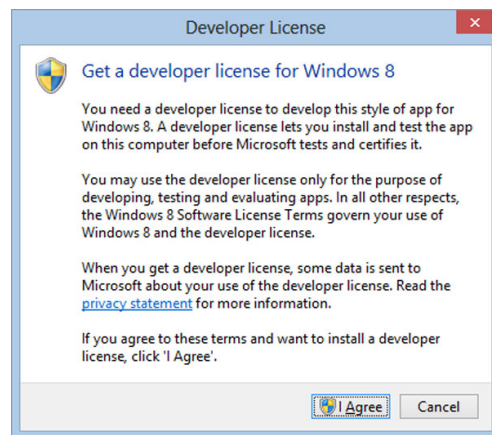 Developer License
Get a developer license for Windows 8
You need a developer license to develop this style of app for
Windows 8. A developer license lets you install and test the app
on this computer before Microsoft tests and certifies it.
You may use the developer license only for the purpose of
developing, testing and evaluating apps. In all other respects,
the Windows 8 Software License Terms govern your use of
Windows 8 and the developer license.
When you get a developer license, some data is sent to
Microsoft about your use of the developer license. Read the
privacy statement for more information.
If you agree to these terms and want to install a developer
license, click 'I Agree'.
I Agree Cancel